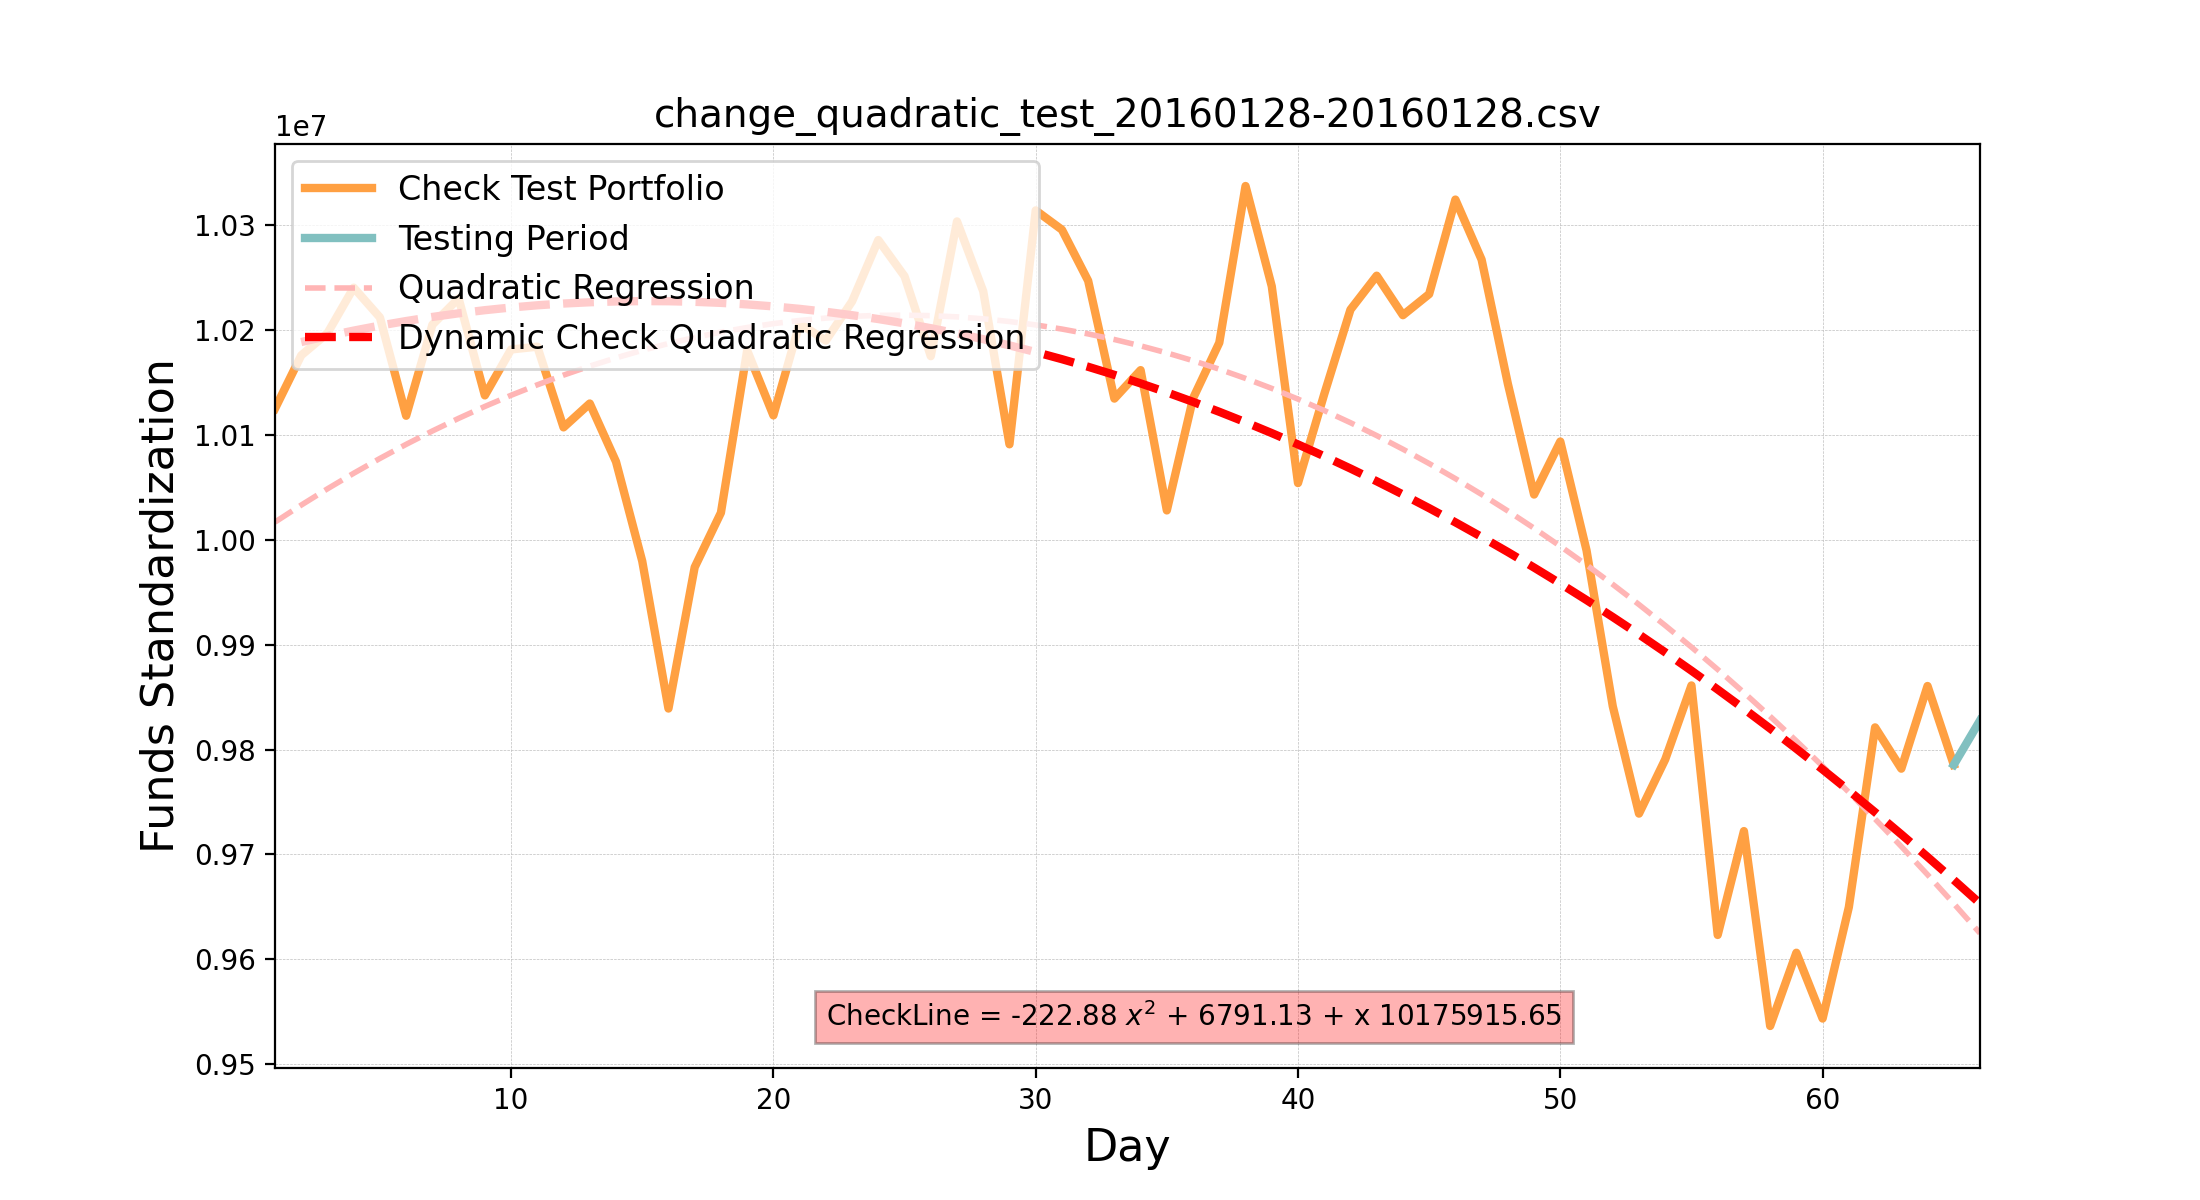 change_quadratic_test_20160128-20160128.csv
1e7
Check Test Portfolio
Testing Period
Quadratic Regression
Dynamic Check Quadratic Regression
1.03
1.02
1.01
1.00
0.99
0.98
0.97
0.96
0.95
Funds Standardization
CheckLine = -222.88 x² + 6791.13 + x 10175915.65
10 20 30 40 50 60
Day